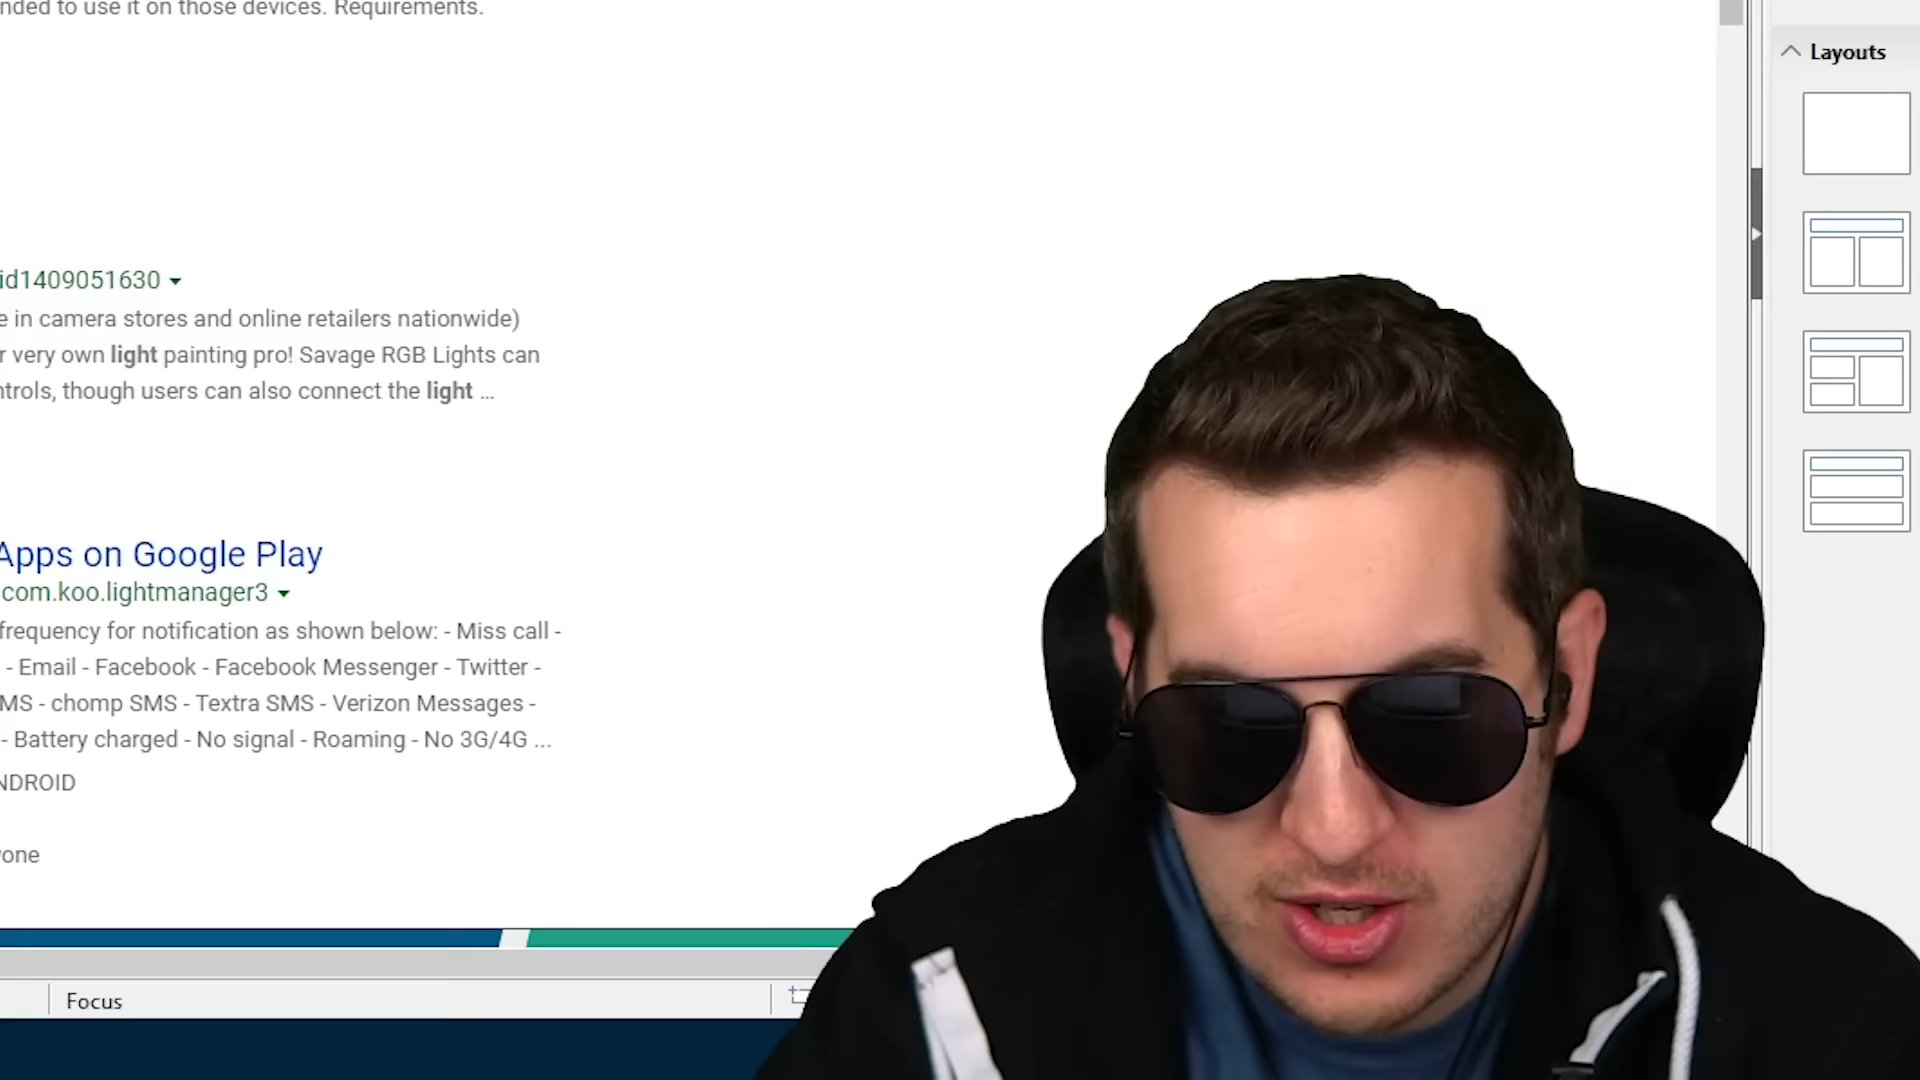 nded to use it on those devices. Requirements.
Layouts
id1409051630
e in camera stores and online retailers nationwide)
r very own light painting pro! Savage RGB Lights can
ntrols, though users can also connect the light ...
Apps on Google Play
com.koo.lightmanager3
frequency for notification as shown below: - Miss call -
- Email - Facebook - Facebook Messenger - Twitter -
MS - chomp SMS - Textra SMS - Verizon Messages -
- Battery charged - No signal - Roaming - No 3G/4G ...
NDROID
one
Focus